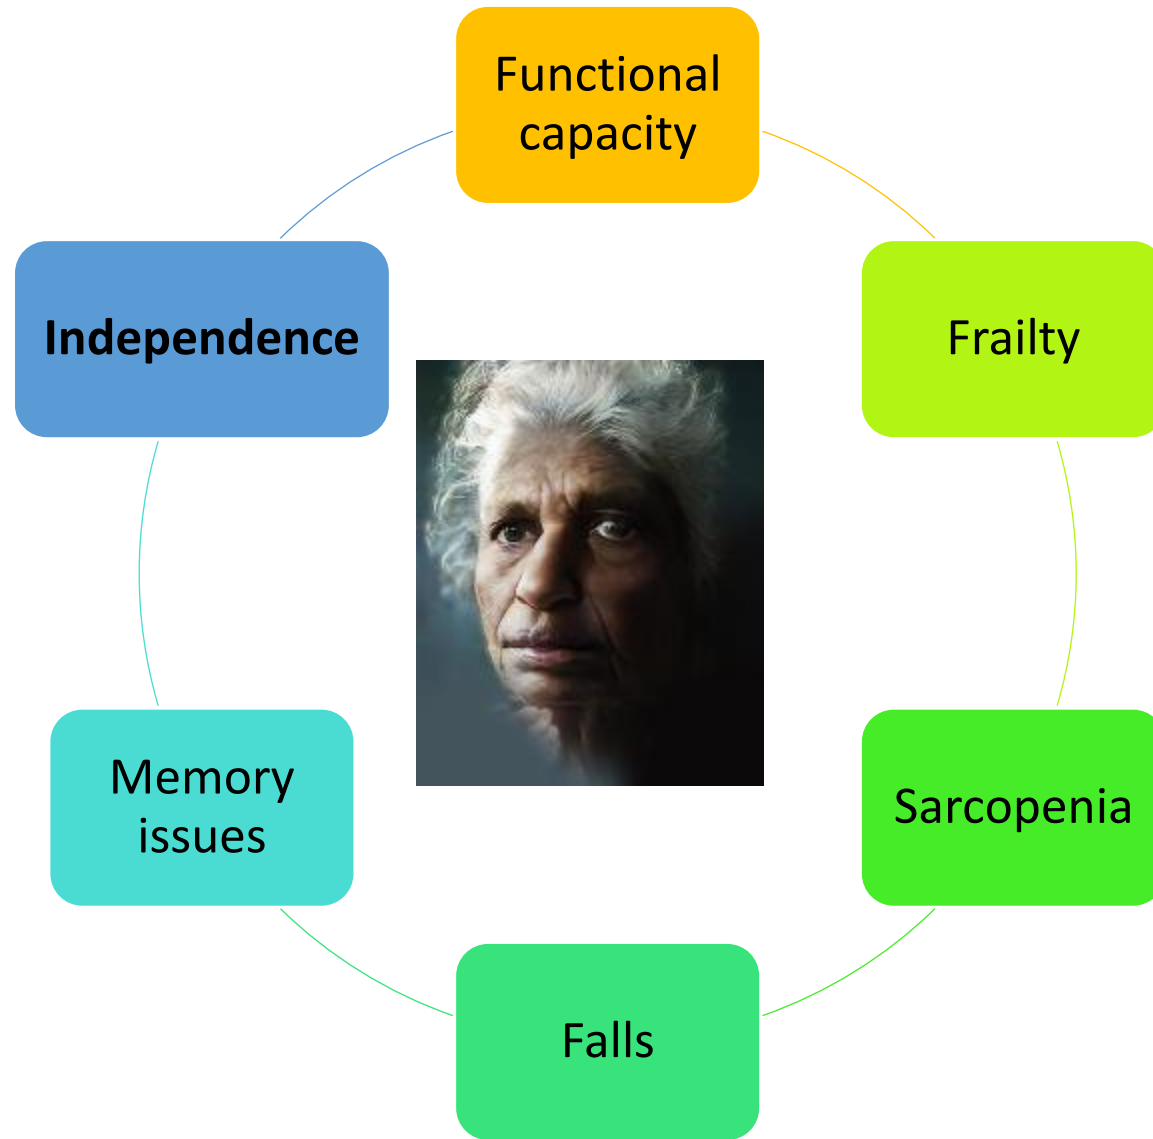 Functional
capacity
Independence
Frailty
Memory
issues
Sarcopenia
Falls